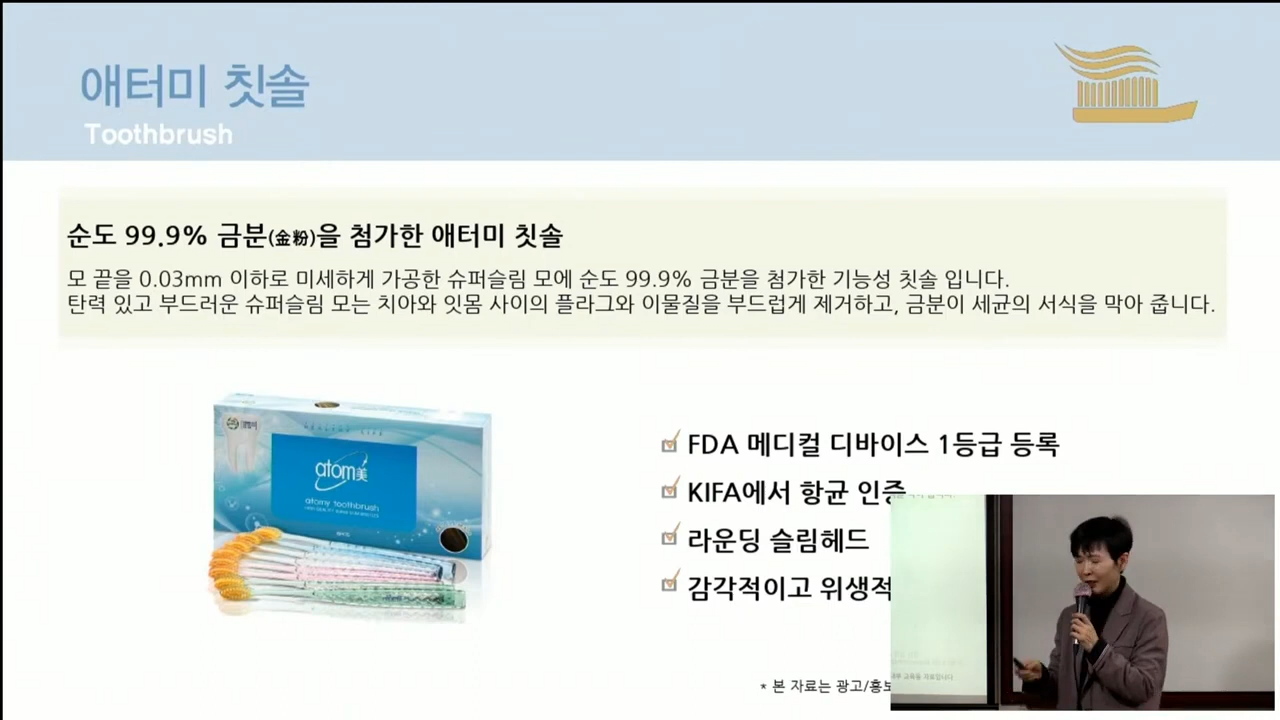 애터미 칫솔
Toothbrush
순도 99.9% 금분(金粉)을 첨가한 애터미 칫솔
모 끝을 0.03mm 이하로 미세하게 가공한 슈퍼슬림 모에 순도 99.9% 금분을 첨가한 기능성 칫솔 입니다.
탄력 있고 부드러운 슈퍼슬림 모는 치아와 잇몸 사이의 플라그와 이물질을 부드럽게 제거하고, 금분이 세균의 서식을 막아 줍니다.
atom美
atomy toothbrush
FDA 메디컬 디바이스 1등급 등록
KIFA에서 항균 인증
라운딩 슬림헤드
감각적이고 위생적
* 본 자료는 광고/홍보